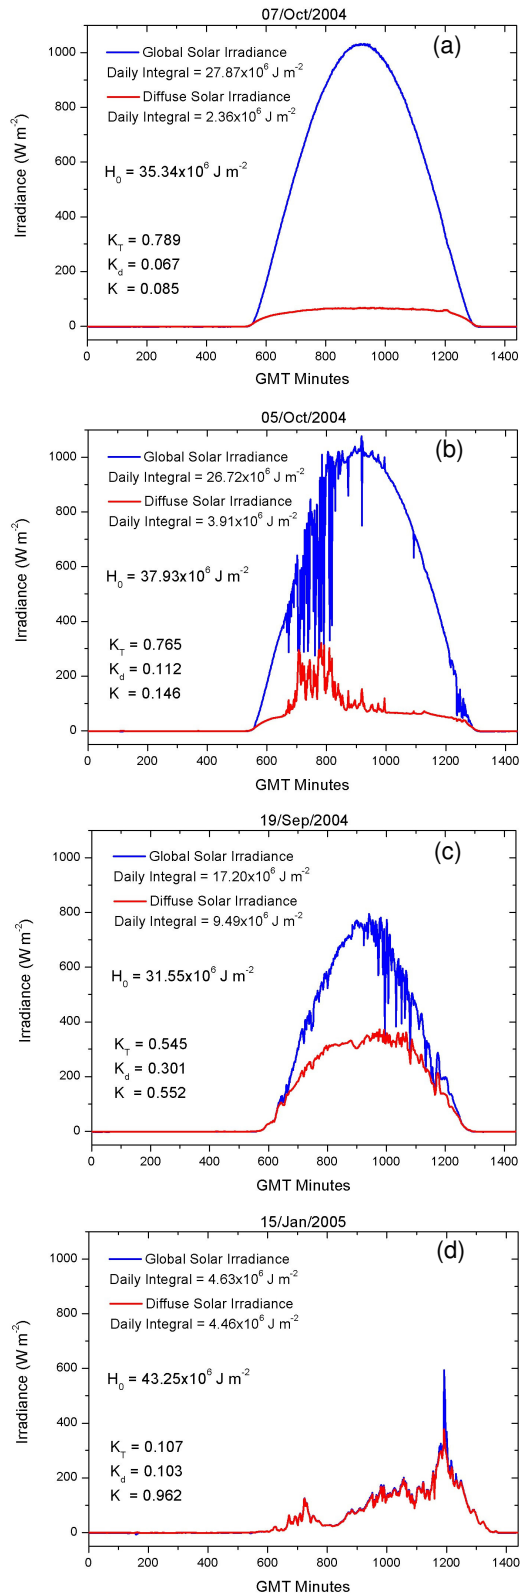 07/Oct/2004
(a)
Global Solar Irradiance
Daily Integral = 27.87x10⁶ J m⁻²
Diffuse Solar Irradiance
Daily Integral = 2.36x10⁶ J m⁻²
H₀ = 35.34x10⁶ J m⁻²
K_T = 0.789
K_d = 0.067
K = 0.085
Irradiance (W m⁻²)
1000
800
600
400
200
0
0 200 400 600 800 1000 1200 1400
GMT Minutes
05/Oct/2004
(b)
Global Solar Irradiance
Daily Integral = 26.72x10⁶ J m⁻²
Diffuse Solar Irradiance
Daily Integral = 3.91x10⁶ J m⁻²
H₀ = 37.93x10⁶ J m⁻²
K_T = 0.765
K_d = 0.112
K = 0.146
Irradiance (W m⁻²)
1000
800
600
400
200
0
0 200 400 600 800 1000 1200 1400
GMT Minutes
19/Sep/2004
(c)
Global Solar Irradiance
Daily Integral = 17.20x10⁶ J m⁻²
Diffuse Solar Irradiance
Daily Integral = 9.49x10⁶ J m⁻²
H₀ = 31.55x10⁶ J m⁻²
K_T = 0.545
K_d = 0.301
K = 0.552
Irradiance (W m⁻²)
1000
800
600
400
200
0
0 200 400 600 800 1000 1200 1400
GMT Minutes
15/Jan/2005
(d)
Global Solar Irradiance
Daily Integral = 4.63x10⁶ J m⁻²
Diffuse Solar Irradiance
Daily Integral = 4.46x10⁶ J m⁻²
H₀ = 43.25x10⁶ J m⁻²
K_T = 0.107
K_d = 0.103
K = 0.962
Irradiance (W m⁻²)
1000
800
600
400
200
0
0 200 400 600 800 1000 1200 1400
GMT Minutes